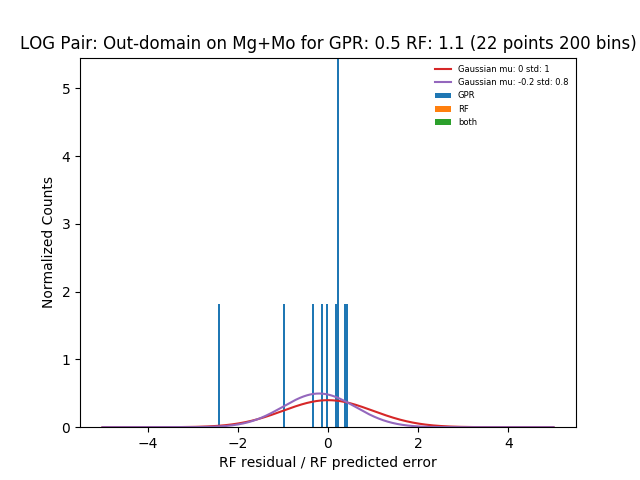 LOG Pair: Out-domain on Mg+Mo for GPR: 0.5 RF: 1.1 (22 points 200 bins)
Gaussian mu: 0 std: 1
Gaussian mu: -0.2 std: 0.8
GPR
RF
both
Normalized Counts
5
4
3
2
1
0
−4 −2 0 2 4
RF residual / RF predicted error